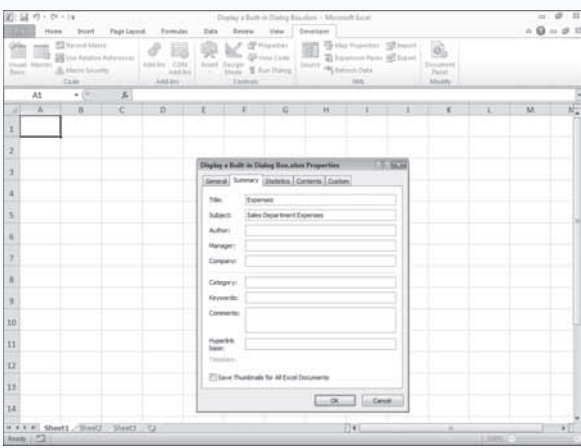 Display a Built-in Dialog Box.xlsm - Microsoft Excel
Home Insert Page Layout Formulas Data Review View Developer
Visual Basic
Macros
Record Macro
Use Relative References
Macro Security
Code
Add-Ins
COM Add-Ins
Add-Ins
Insert
Design Mode
Properties
View Code
Run Dialog
Controls
Source
Map Properties
Expansion Packs
Refresh Data
Import
Export
XML
Document Panel
Modify
A1 fx
A B C D E F G H I J K L M N
1
2
3
4
5
6
7
8
9
10
11
12
13
14
Display a Built-in Dialog Box.xlsm Properties
General Summary Statistics Contents Custom
Title: Expenses
Subject: Sales Department Expenses
Author:
Manager:
Company:
Category:
Keywords:
Comments:
Hyperlink
base:
Template:
Save Thumbnails for All Excel Documents
OK Cancel
Sheet1 Sheet2 Sheet3
Ready 100%